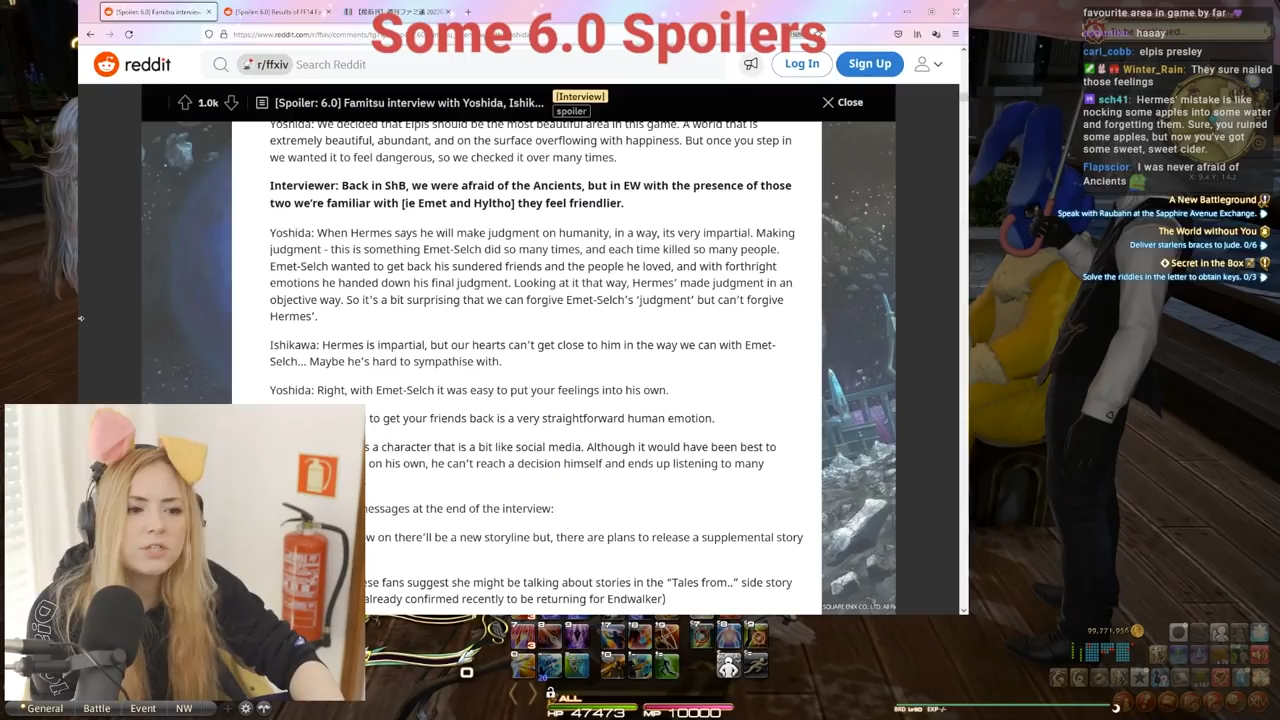 [Spoiler: 6.0] Famitsu interview
[Spoiler: 6.0] Results of FF14 Ea
Some 6.0 Spoilers
reddit
r/ffxiv
Search Reddit
Log In
Sign Up
1.0k
[Spoiler: 6.0] Famitsu interview with Yoshida, Ishik...
[Interview]
spoiler
Close
Yoshida: We decided that Elpis should be the most beautiful area in this game. A world that is
extremely beautiful, abundant, and on the surface overflowing with happiness. But once you step in
we wanted it to feel dangerous, so we checked it over many times.
Interviewer: Back in ShB, we were afraid of the Ancients, but in EW with the presence of those
two we're familiar with [ie Emet and Hyltho] they feel friendlier.
Yoshida: When Hermes says he will make judgment on humanity, in a way, its very impartial. Making
judgment - this is something Emet-Selch did so many times, and each time killed so many people.
Emet-Selch wanted to get back his sundered friends and the people he loved, and with forthright
emotions he handed down his final judgment. Looking at it that way, Hermes' made judgment in an
objective way. So it's a bit surprising that we can forgive Emet-Selch's 'judgment' but can't forgive
Hermes'.
Ishikawa: Hermes is impartial, but our hearts can't get close to him in the way we can with Emet-
Selch... Maybe he's hard to sympathise with.
Yoshida: Right, with Emet-Selch it was easy to put your feelings into his own.
to get your friends back is a very straightforward human emotion.
s a character that is a bit like social media. Although it would have been best to
on his own, he can't reach a decision himself and ends up listening to many
messages at the end of the interview:
w on there'll be a new storyline but, there are plans to release a supplemental story
ese fans suggest she might be talking about stories in the "Tales from.." side story
already confirmed recently to be returning for Endwalker)
favourite area in game by far
haaay
carl_cobb: elpis presley
Winter_Rain: They sure nailed
those feelings
sch41: Hermes' mistake is like
nocking some apples into some water
and forgetting them. Sure, you ruined
some apples, but now you've got
some sweet, sweet cider.
Flapscior: I was never afraid of
Ancients
A New Battleground
Speak with Raubahn at the Sapphire Avenue Exchange.
The World without You
Deliver starlens braces to Jude. 0/6
Secret in the Box
Solve the riddles in the letter to obtain keys. 0/3
ALL
HP 47473
MP 10000
General
Battle
Event
NW